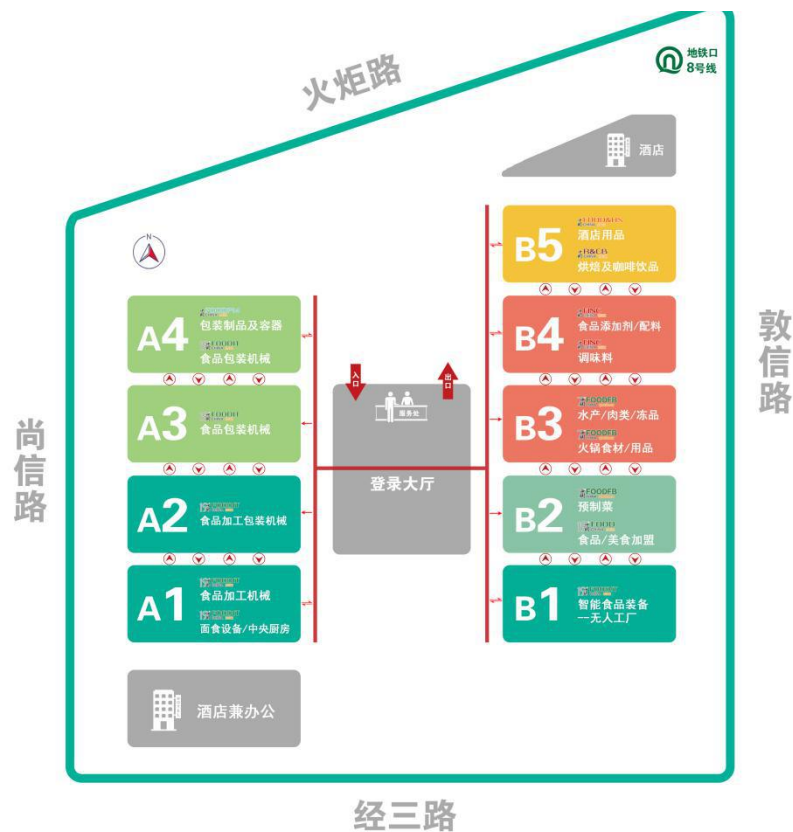 火炬路
地铁口
8号线
酒店
N
B5
酒店用品
烘焙及咖啡饮品
A4
包装制品及容器
食品包装机械
B4
食品添加剂/配料
调味料
敦信路
入口
出口
服务处
A3
食品包装机械
B3
FOODFB
水产/肉类/冻品
FOODFB
火锅食材/用品
尚信路
登录大厅
A2
食品加工包装机械
B2
FOODFB
预制菜
食品/美食加盟
A1
食品加工机械
面食设备/中央厨房
B1
智能食品装备
--无人工厂
酒店兼办公
经三路